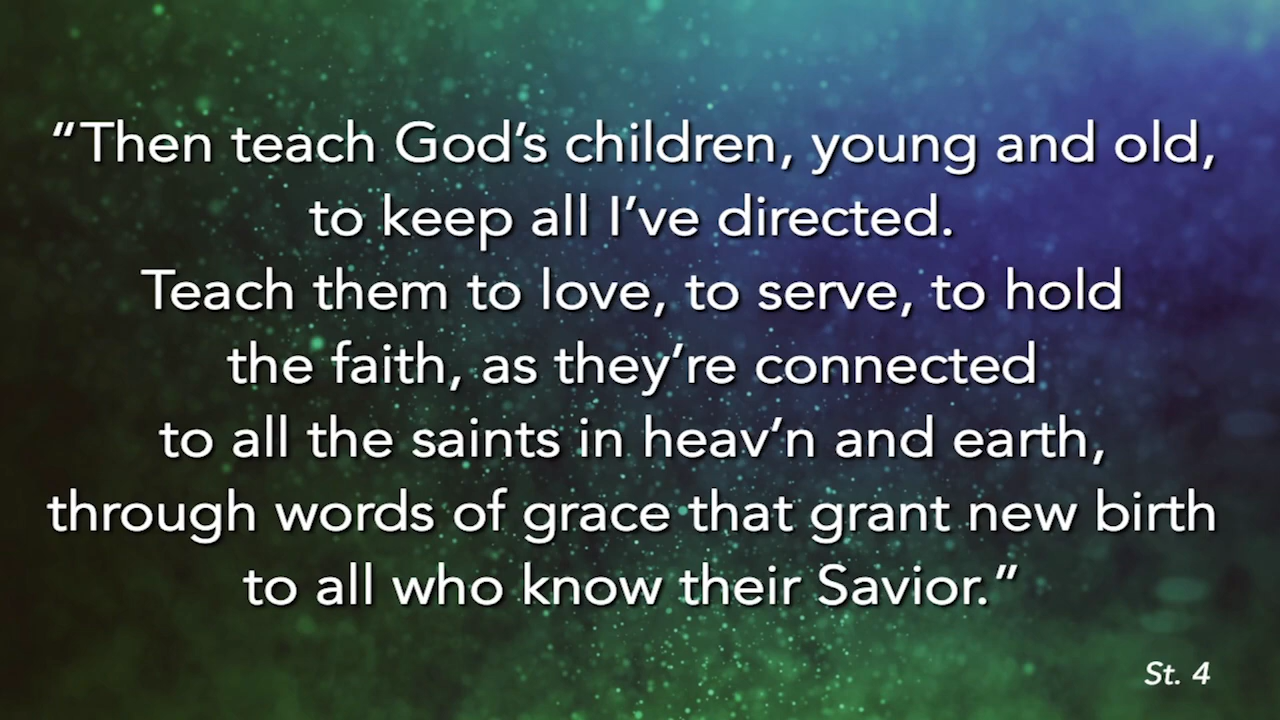 “Then teach God’s children, young and old,
to keep all I’ve directed.
Teach them to love, to serve, to hold
the faith, as they’re connected
to all the saints in heav’n and earth,
through words of grace that grant new birth
to all who know their Savior.”
St. 4